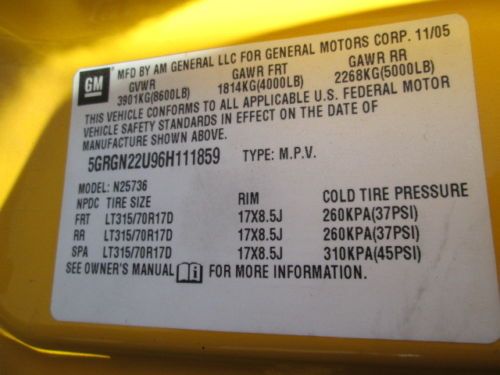 GM
MFD BY AM GENERAL LLC FOR GENERAL MOTORS CORP. 11/05
GVWR GAWR FRT GAWR RR
3901KG(8600LB) 1814KG(4000LB) 2268KG(5000LB)
THIS VEHICLE CONFORMS TO ALL APPLICABLE U.S. FEDERAL MOTOR
VEHICLE SAFETY STANDARDS IN EFFECT ON THE DATE OF
MANUFACTURE SHOWN ABOVE.
5GRGN22U96H111859 TYPE: M.P.V.
MODEL: N25736
NPDC TIRE SIZE RIM COLD TIRE PRESSURE
FRT LT315/70R17D 17X8.5J 260KPA(37PSI)
RR LT315/70R17D 17X8.5J 260KPA(37PSI)
SPA LT315/70R17D 17X8.5J 310KPA(45PSI)
SEE OWNER'S MANUAL FOR MORE INFORMATION.